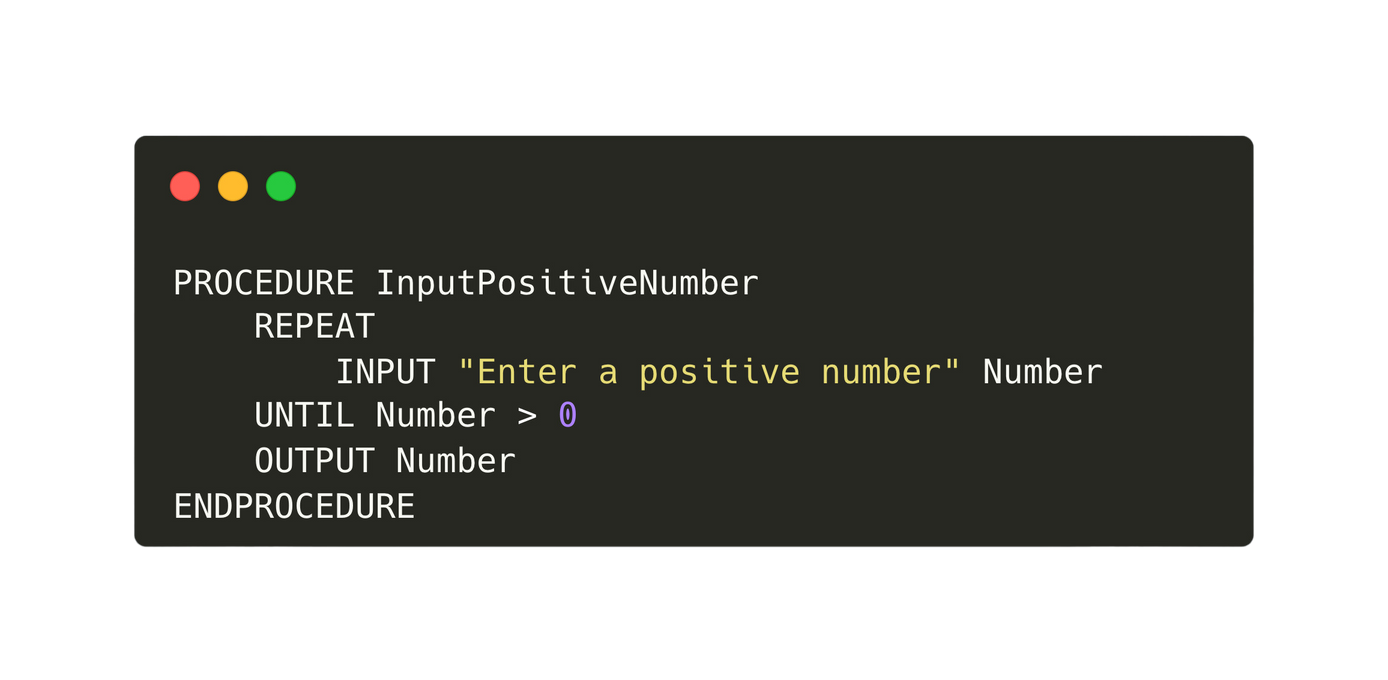 PROCEDURE InputPositiveNumber
    REPEAT
        INPUT "Enter a positive number" Number
    UNTIL Number > 0
    OUTPUT Number
ENDPROCEDURE